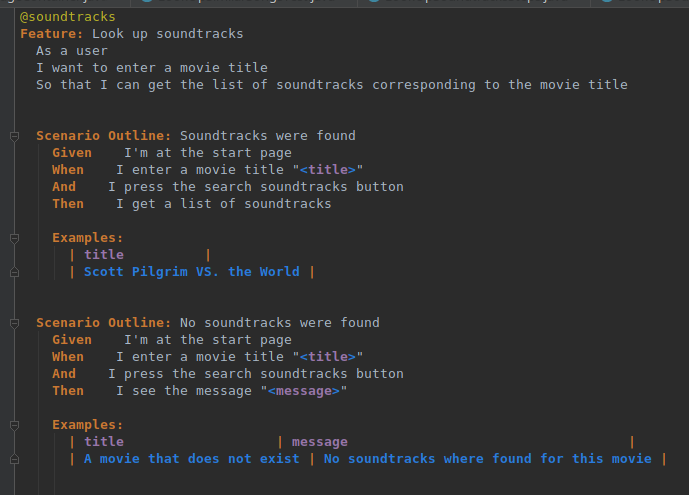 @soundtracks
Feature: Look up soundtracks
As a user
I want to enter a movie title
So that I can get the list of soundtracks corresponding to the movie title
Scenario Outline: Soundtracks were found
Given I'm at the start page
When I enter a movie title "<title>"
And I press the search soundtracks button
Then I get a list of soundtracks
Examples:
| title |
| Scott Pilgrim VS. the World |
Scenario Outline: No soundtracks were found
Given I'm at the start page
When I enter a movie title "<title>"
And I press the search soundtracks button
Then I see the message "<message>"
Examples:
| title | message |
| A movie that does not exist | No soundtracks where found for this movie |